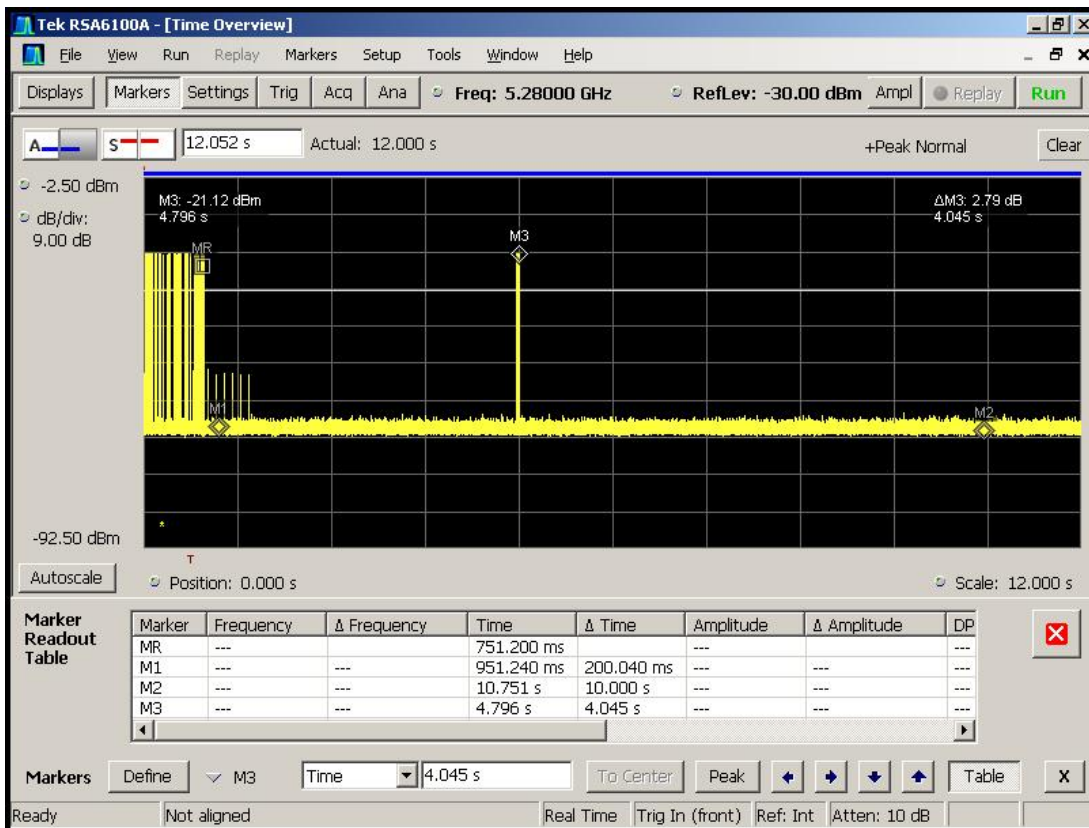 Tek RSA6100A - [Time Overview]
File View Run Replay Markers Setup Tools Window Help
Displays Markers Settings Trig Acq Ana Freq: 5.28000 GHz RefLev: -30.00 dBm Ampl Replay Run
A S 12.052 s Actual: 12.000 s +Peak Normal Clear
-2.50 dBm
dB/div:
9.00 dB
M3: -21.12 dBm
4.796 s
ΔM3: 2.79 dB
4.045 s
MR
M3
M1
M2
*
-92.50 dBm
T
Autoscale Position: 0.000 s Scale: 12.000 s
Marker Readout Table
Marker Frequency Δ Frequency Time Δ Time Amplitude Δ Amplitude DP
MR --- 751.200 ms --- ---
M1 --- --- 951.240 ms 200.040 ms --- --- ---
M2 --- --- 10.751 s 10.000 s --- --- ---
M3 --- --- 4.796 s 4.045 s --- --- ---
Markers Define M3 Time 4.045 s To Center Peak Table X
Ready Not aligned Real Time Trig In (front) Ref: Int Atten: 10 dB